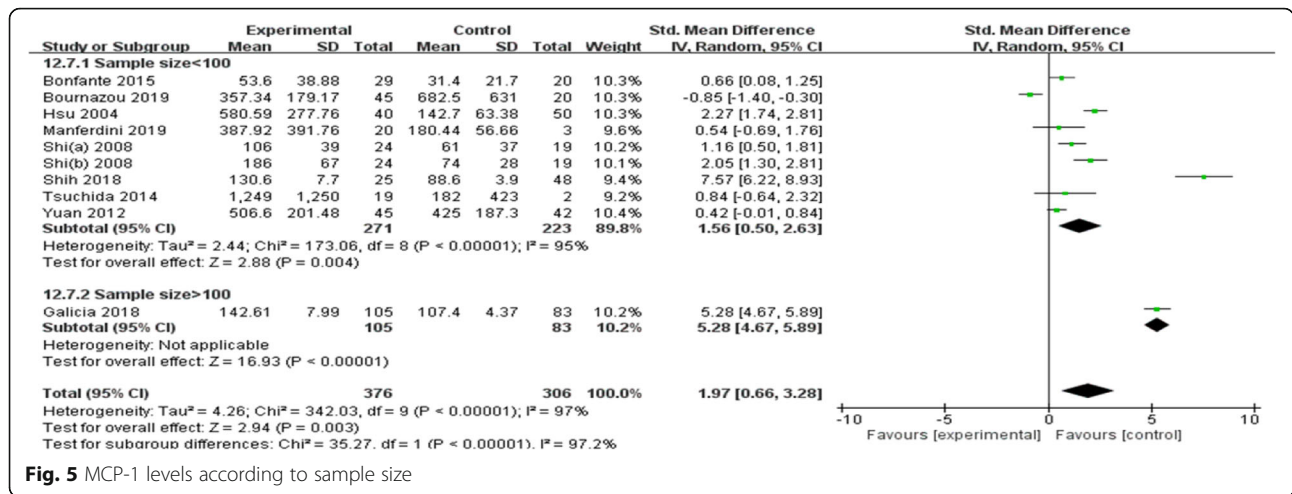 Experimental Control Std. Mean Difference Std. Mean Difference
Study or Subgroup Mean SD Total Mean SD Total Weight IV, Random, 95% CI IV, Random, 95% CI
12.7.1 Sample size<100
Bonfante 2015 53.6 38.88 29 31.4 21.7 20 10.3% 0.66 [0.08, 1.25]
Bournazou 2019 357.34 179.17 45 682.5 631 20 10.3% -0.85 [-1.40, -0.30]
Hsu 2004 580.59 277.76 40 142.7 63.38 50 10.3% 2.27 [1.74, 2.81]
Manferdini 2019 387.92 391.76 20 180.44 56.66 3 9.6% 0.54 [-0.69, 1.76]
Shi(a) 2008 106 39 24 61 37 19 10.2% 1.16 [0.50, 1.81]
Shi(b) 2008 186 67 24 74 28 19 10.1% 2.05 [1.30, 2.81]
Shih 2018 130.6 7.7 25 88.6 3.9 48 9.4% 7.57 [6.22, 8.93]
Tsuchida 2014 1,249 1,250 19 182 423 2 9.2% 0.84 [-0.64, 2.32]
Yuan 2012 506.6 201.48 45 425 187.3 42 10.4% 0.42 [-0.01, 0.84]
Subtotal (95% CI) 271 223 89.8% 1.56 [0.50, 2.63]
Heterogeneity: Tau² = 2.44; Chi² = 173.06, df = 8 (P < 0.00001); I² = 95%
Test for overall effect: Z = 2.88 (P = 0.004)
12.7.2 Sample size>100
Galicia 2018 142.61 7.99 105 107.4 4.37 83 10.2% 5.28 [4.67, 5.89]
Subtotal (95% CI) 105 83 10.2% 5.28 [4.67, 5.89]
Heterogeneity: Not applicable
Test for overall effect: Z = 16.93 (P < 0.00001)
Total (95% CI) 376 306 100.0% 1.97 [0.66, 3.28]
Heterogeneity: Tau² = 4.26; Chi² = 342.03, df = 9 (P < 0.00001); I² = 97%
Test for overall effect: Z = 2.94 (P = 0.003)
Test for subgroup differences: Chi² = 35.27, df = 1 (P < 0.00001), I² = 97.2%
-10 -5 0 5 10
Favours [experimental] Favours [control]
Fig. 5 MCP-1 levels according to sample size